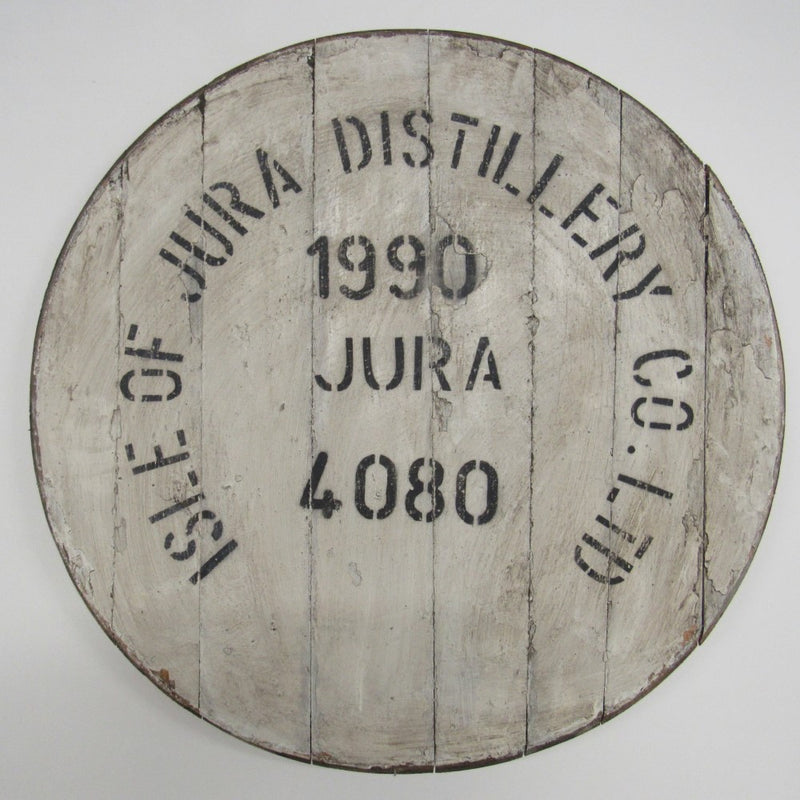 ISLE OF JURA DISTILLERY CO. LTD
1990
JURA
4080